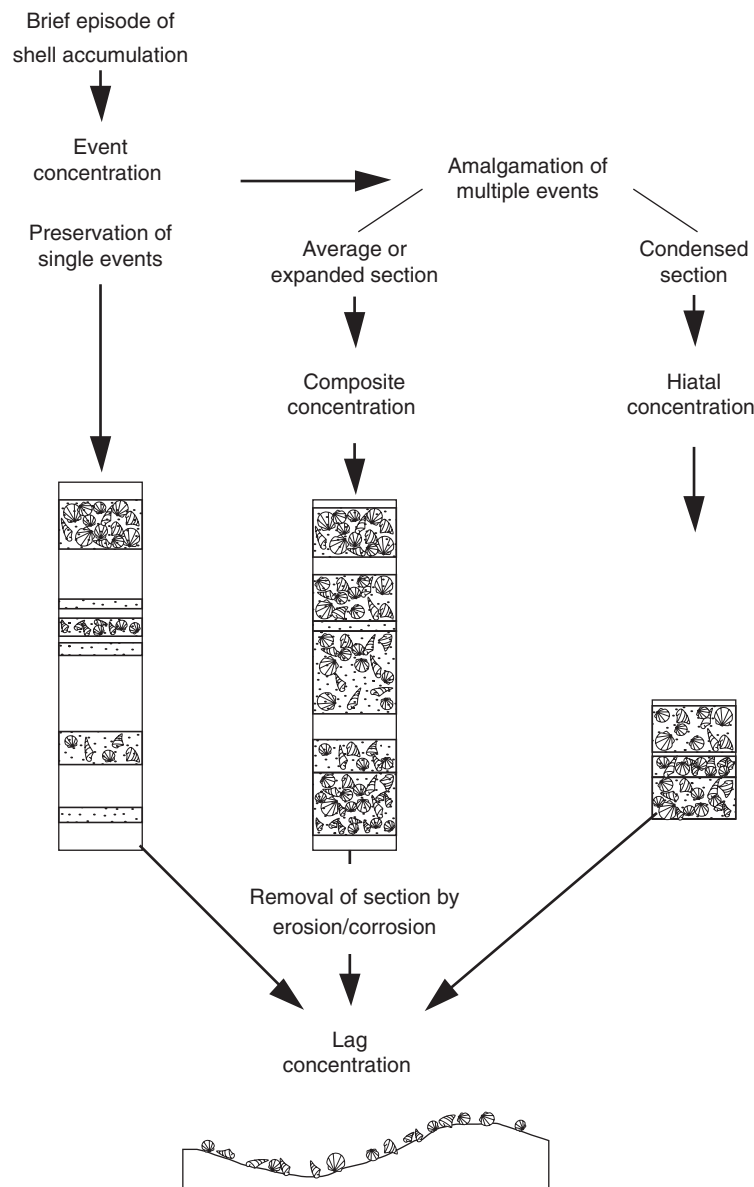 Brief episode of
shell accumulation
Event
concentration
Amalgamation of
multiple events
Preservation of
single events
Average or
expanded section
Condensed
section
Composite
concentration
Hiatal
concentration
Removal of section by
erosion/corrosion
Lag
concentration